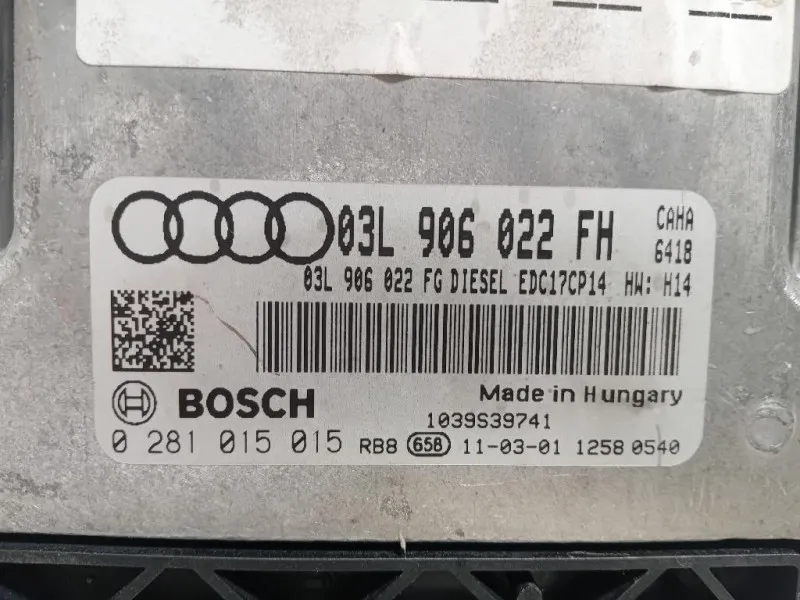 03L 906 022 FH CAHA
6418
03L 906 022 FG DIESEL EDC17CP14 HW: H14
BOSCH Made in Hungary
1039S39741
0 281 015 015 RB8 658 11-03-01 1258 0540